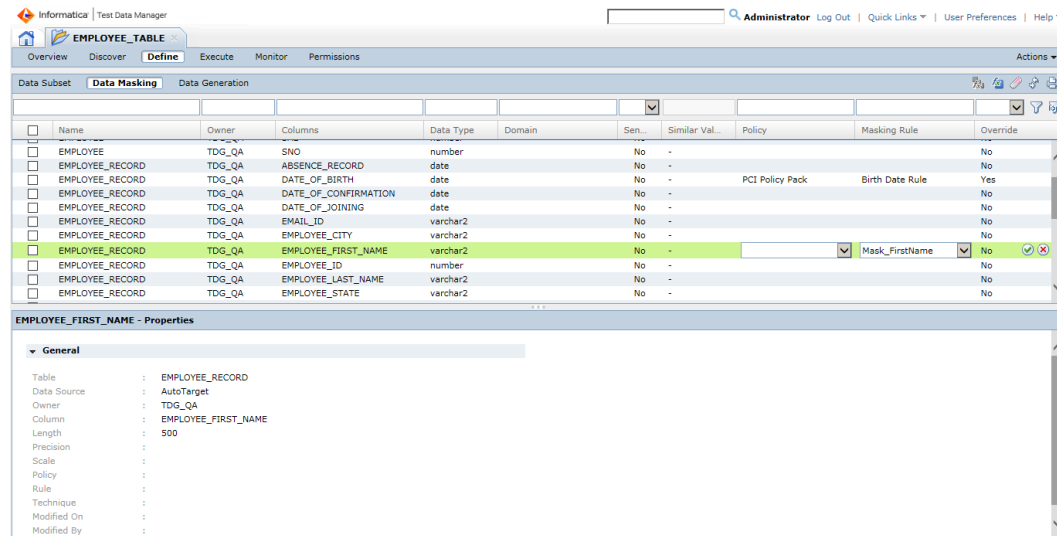 Informatica | Test Data Manager Administrator Log Out | Quick Links | User Preferences | Help
EMPLOYEE_TABLE
Overview Discover Define Execute Monitor Permissions Actions
Data Subset Data Masking Data Generation
Name Owner Columns Data Type Domain Sen... Similar Val... Policy Masking Rule Override
EMPLOYEE TDG_QA SNO number No - No
EMPLOYEE_RECORD TDG_QA ABSENCE_RECORD date No - No
EMPLOYEE_RECORD TDG_QA DATE_OF_BIRTH date No - PCI Policy Pack Birth Date Rule Yes
EMPLOYEE_RECORD TDG_QA DATE_OF_CONFIRMATION date No - No
EMPLOYEE_RECORD TDG_QA DATE_OF_JOINING date No - No
EMPLOYEE_RECORD TDG_QA EMAIL_ID varchar2 No - No
EMPLOYEE_RECORD TDG_QA EMPLOYEE_CITY varchar2 No - No
EMPLOYEE_RECORD TDG_QA EMPLOYEE_FIRST_NAME varchar2 No - Mask_FirstName No
EMPLOYEE_RECORD TDG_QA EMPLOYEE_ID number No - No
EMPLOYEE_RECORD TDG_QA EMPLOYEE_LAST_NAME varchar2 No - No
EMPLOYEE_RECORD TDG_QA EMPLOYEE_STATE varchar2 No - No
EMPLOYEE_FIRST_NAME - Properties
General
Table : EMPLOYEE_RECORD
Data Source : AutoTarget
Owner : TDG_QA
Column : EMPLOYEE_FIRST_NAME
Length : 500
Precision :
Scale :
Policy :
Rule :
Technique :
Modified On :
Modified By :